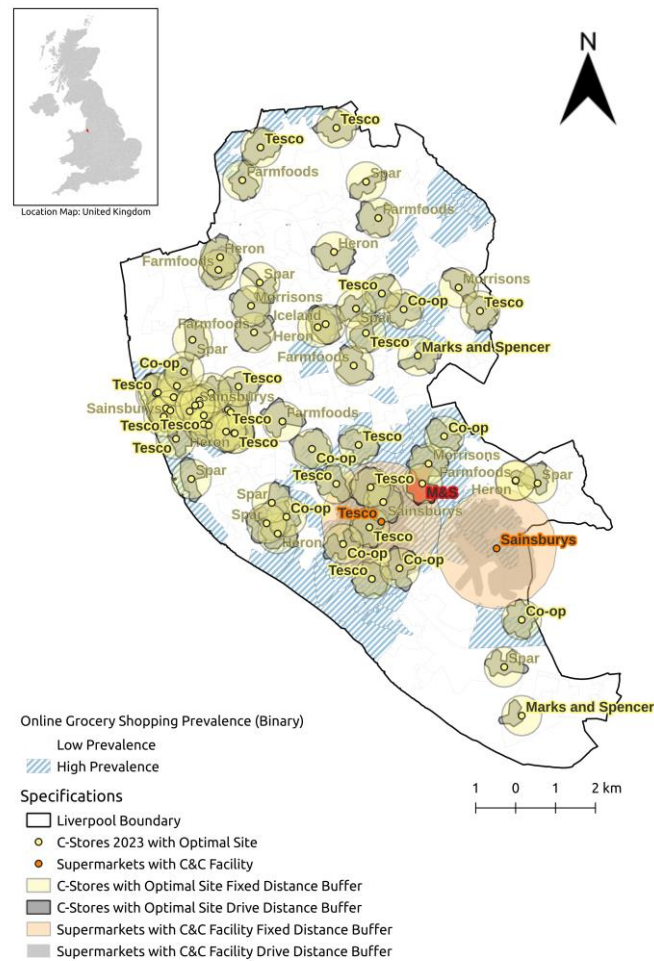 N
Location Map: United Kingdom
Tesco
Tesco
Farmfoods
Spar
Farmfoods
Heron
Heron
Farmfoods
Spar
Morrisons
Tesco
Morrisons
Co-op
Tesco
Iceland
Farmfoods
Heron
Spar
Tesco
Spar
Marks and Spencer
Farmfoods
Co-op
Tesco
Tesco
Sainsburys
Farmfoods
Tesco
Tesco
Tesco
Co-op
Heron
Tesco
Tesco
Tesco
Co-op
Morrisons
Farmfoods
Spar
Tesco
Tesco
Heron
Spar
M&S
Spar
Sainsburys
Co-op
Tesco
Spar
Tesco
Heron
Sainsburys
Co-op
Co-op
Tesco
Co-op
Spar
Marks and Spencer
Online Grocery Shopping Prevalence (Binary)
Low Prevalence
High Prevalence
Specifications
Liverpool Boundary
C-Stores 2023 with Optimal Site
Supermarkets with C&C Facility
C-Stores with Optimal Site Fixed Distance Buffer
C-Stores with Optimal Site Drive Distance Buffer
Supermarkets with C&C Facility Fixed Distance Buffer
Supermarkets with C&C Facility Drive Distance Buffer
1 0 1 2 km